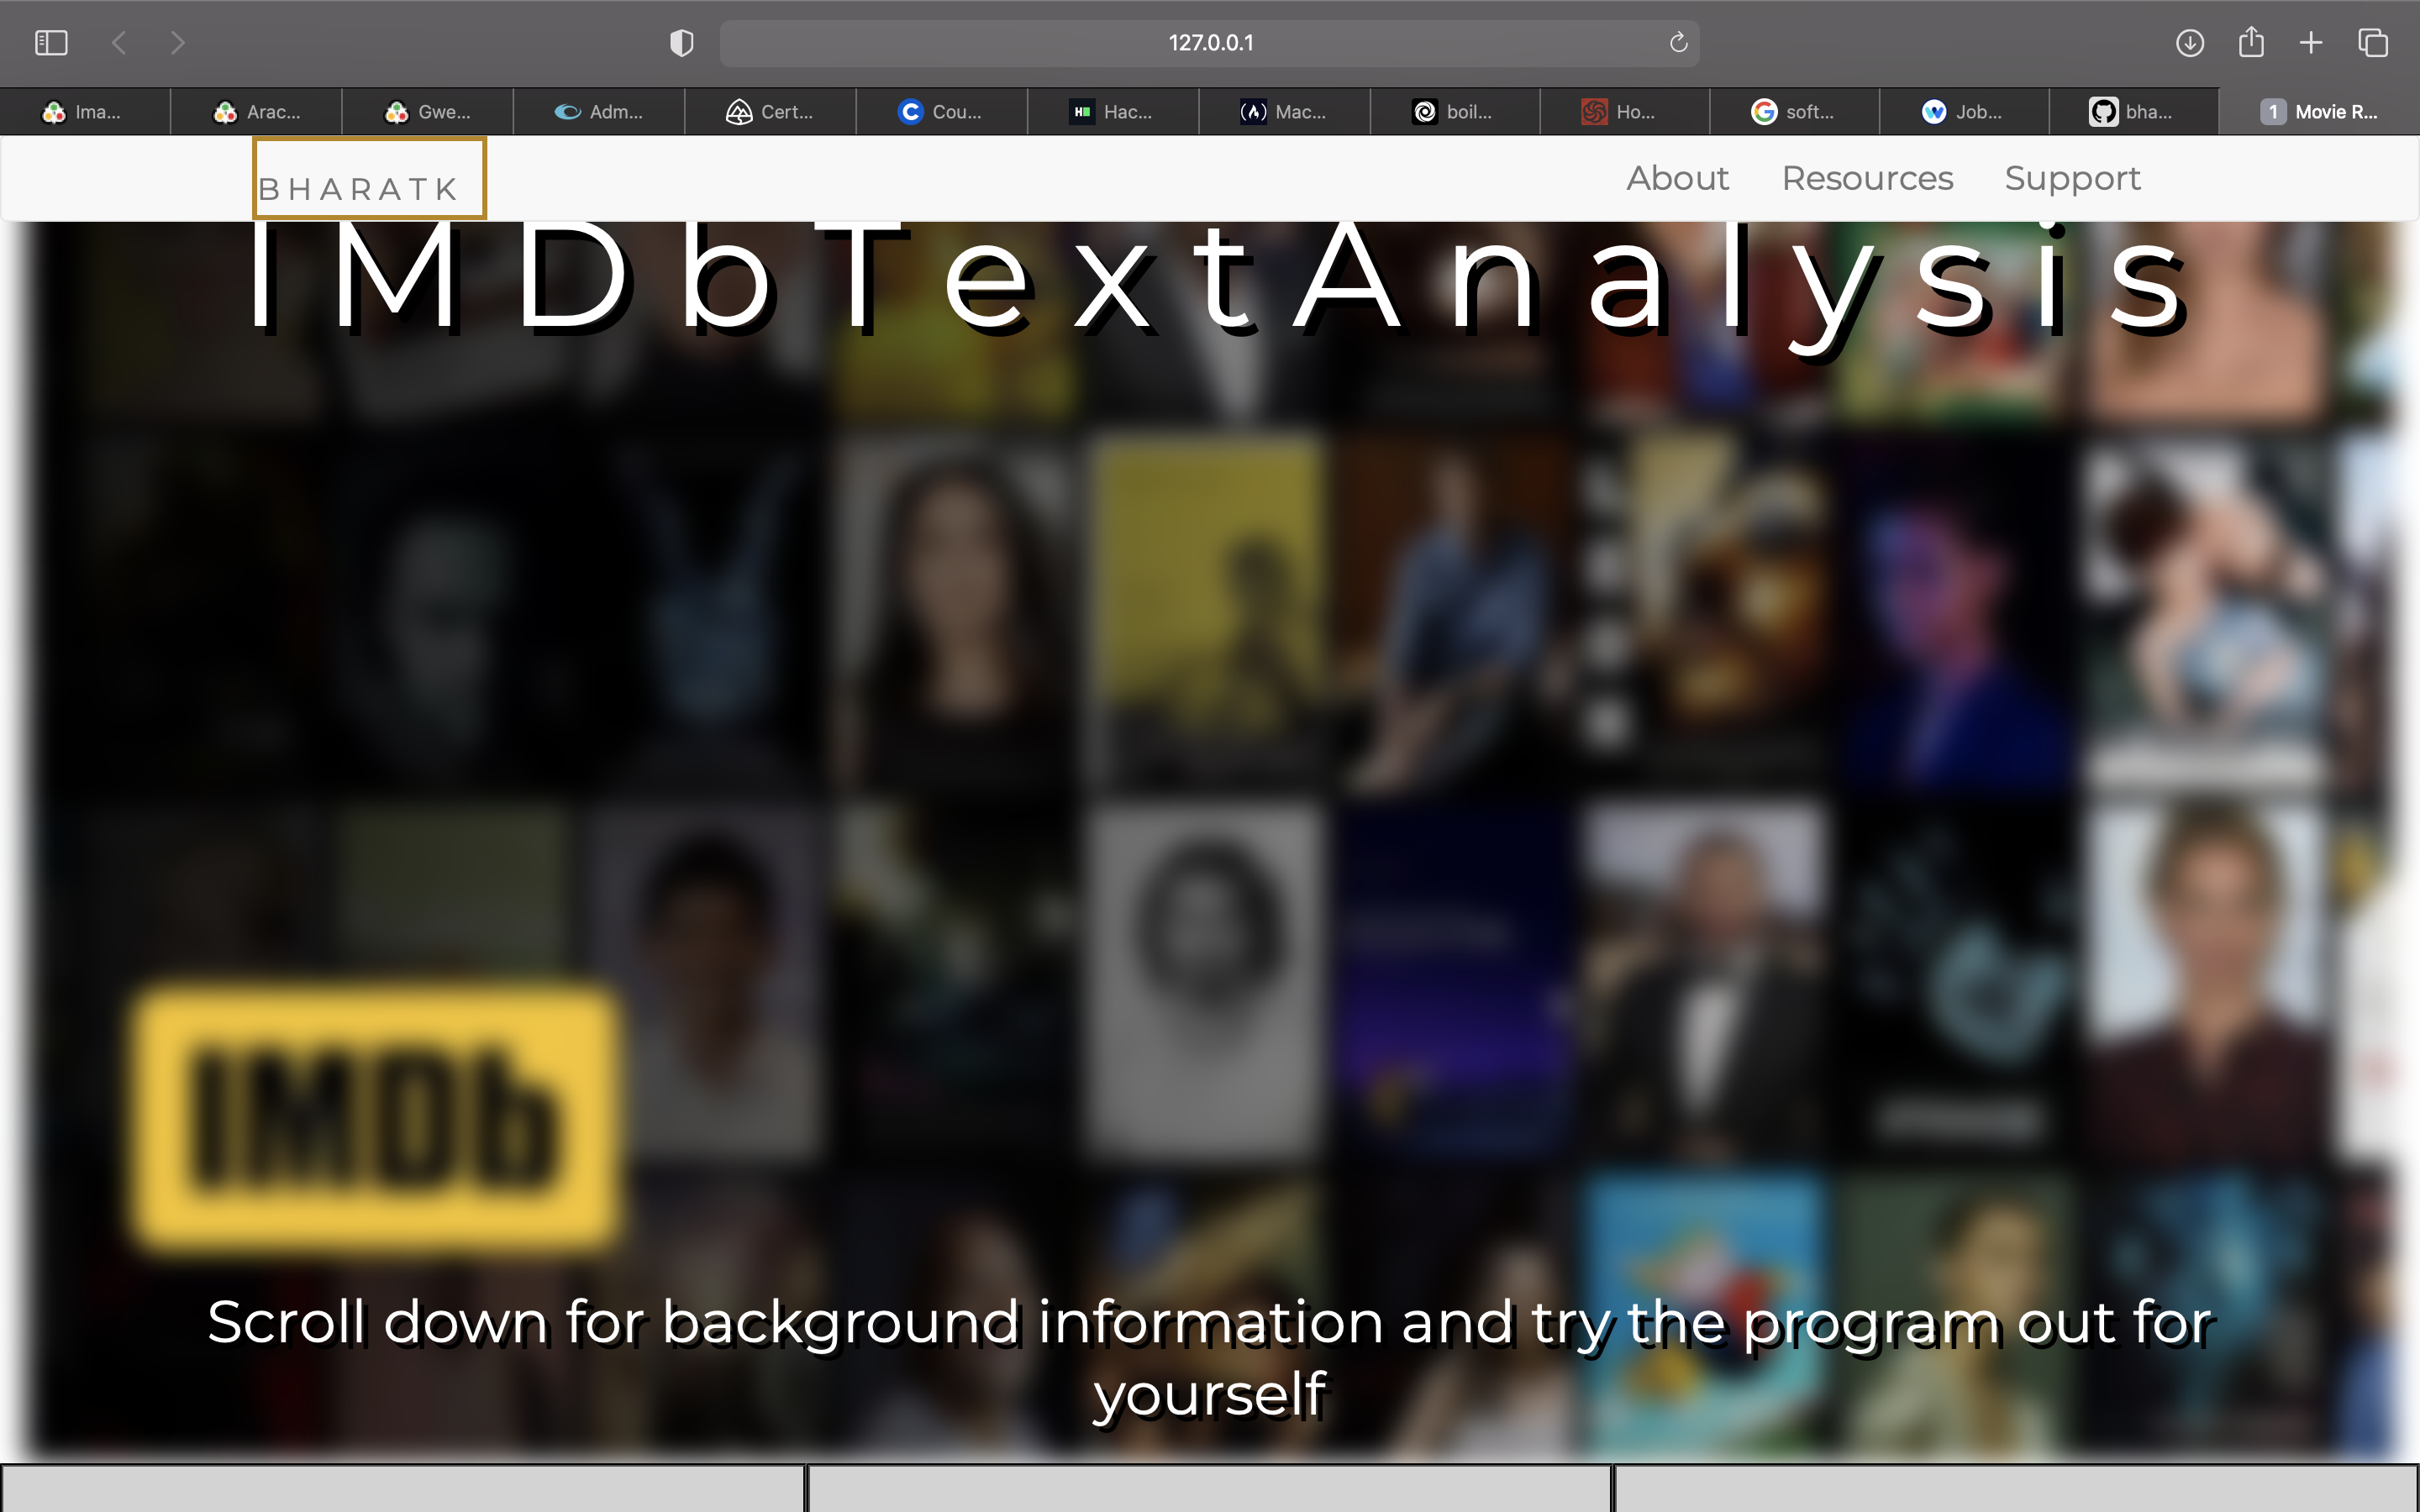 127.0.0.1
Ima...
Arac...
Gwe...
Adm...
Cert...
Cou...
Hac...
Mac...
boil...
Ho...
soft...
Job...
bha...
1 Movie R...
BHARATK
About Resources Support
IMDbTextAnalysis
IMDb
Scroll down for background information and try the program out for
yourself